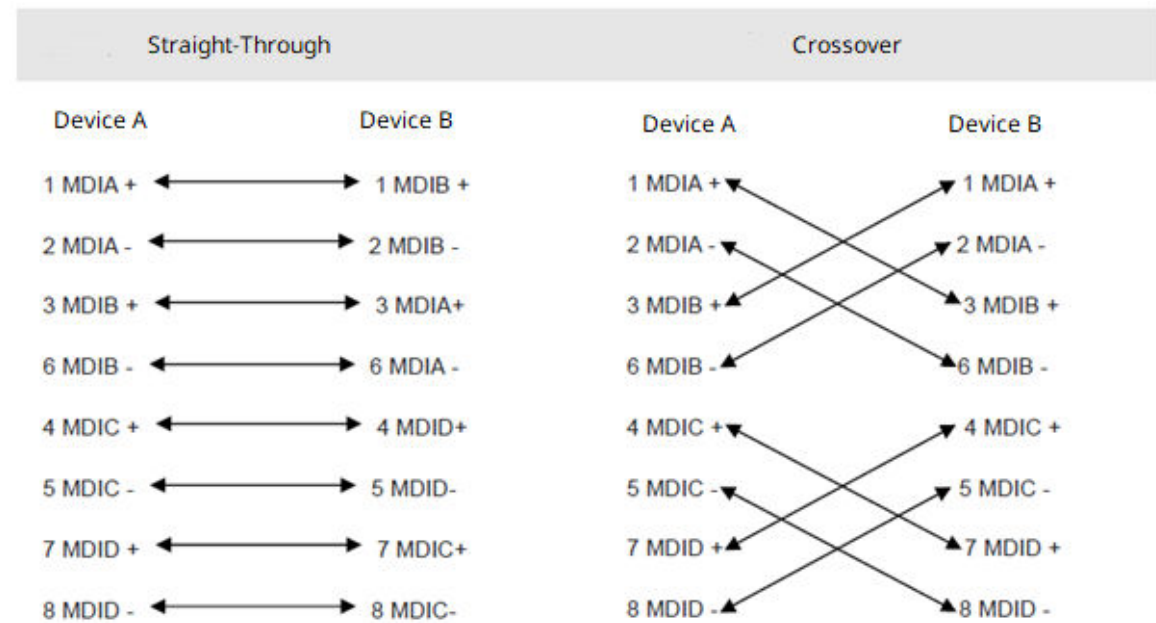 Straight-Through Crossover
Device A Device B Device A Device B
1 MDIA + 1 MDIB + 1 MDIA + 1 MDIA +
2 MDIA - 2 MDIB - 2 MDIA - 2 MDIA -
3 MDIB + 3 MDIA+ 3 MDIB + 3 MDIB +
6 MDIB - 6 MDIA - 6 MDIB - 6 MDIB -
4 MDIC + 4 MDID+ 4 MDIC + 4 MDIC +
5 MDIC - 5 MDID- 5 MDIC - 5 MDIC -
7 MDID + 7 MDIC+ 7 MDID + 7 MDID +
8 MDID - 8 MDIC- 8 MDID - 8 MDID -